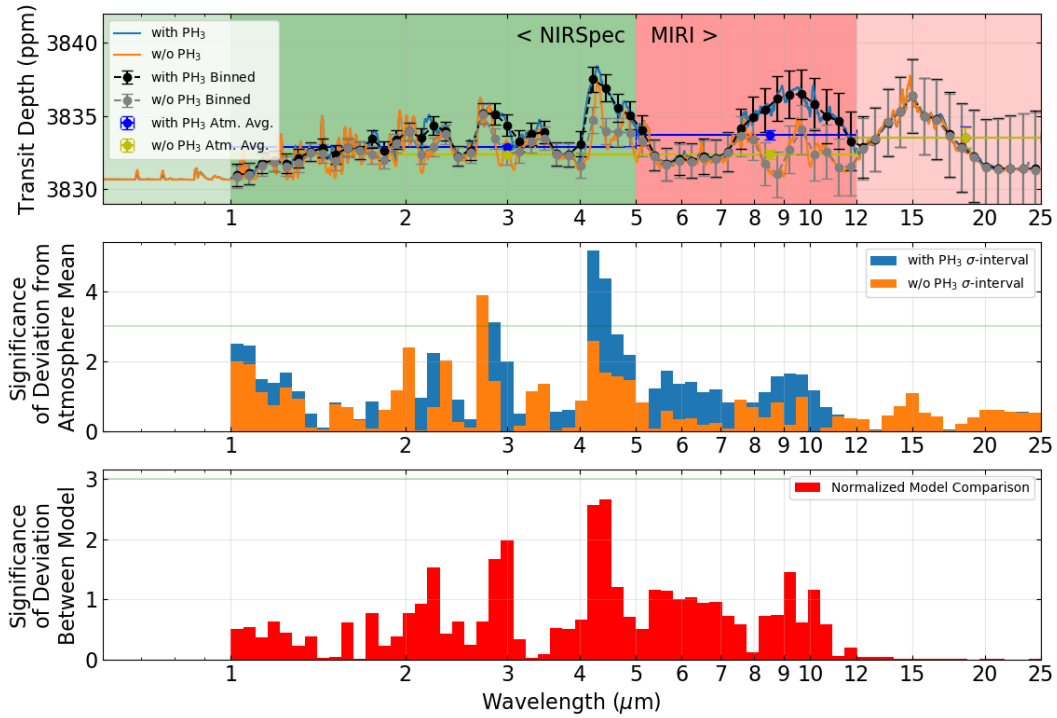 3840
3835
3830
Transit Depth (ppm)
with PH₃
w/o PH₃
with PH₃ Binned
w/o PH₃ Binned
with PH₃ Atm. Avg.
w/o PH₃ Atm. Avg.
< NIRSpec
MIRI >
1 2 3 4 5 6 7 8 9 10 12 15 20 25
4
2
0
Significance
of Deviation from
Atmosphere Mean
with PH₃ σ-interval
w/o PH₃ σ-interval
1 2 3 4 5 6 7 8 9 10 12 15 20 25
3
2
1
0
Significance
of Deviation
Between Model
Normalized Model Comparison
1 2 3 4 5 6 7 8 9 10 12 15 20 25
Wavelength (μm)